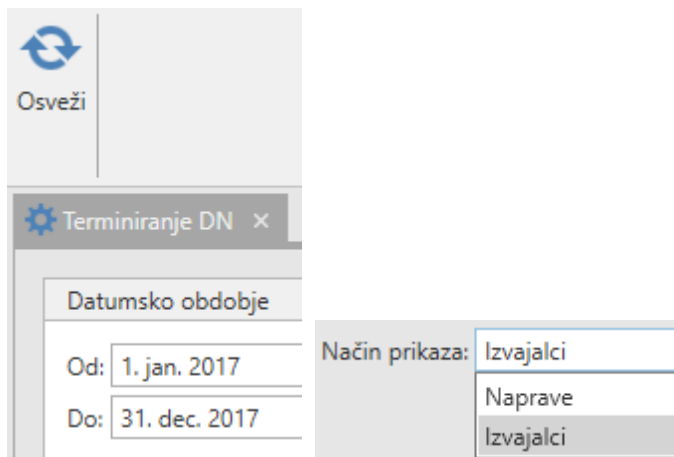 Osveži
Terminiranje DN
Datumsko obdobje
Od: 1. jan. 2017
Do: 31. dec. 2017
Način prikaza: Izvajalci
Naprave
Izvajalci